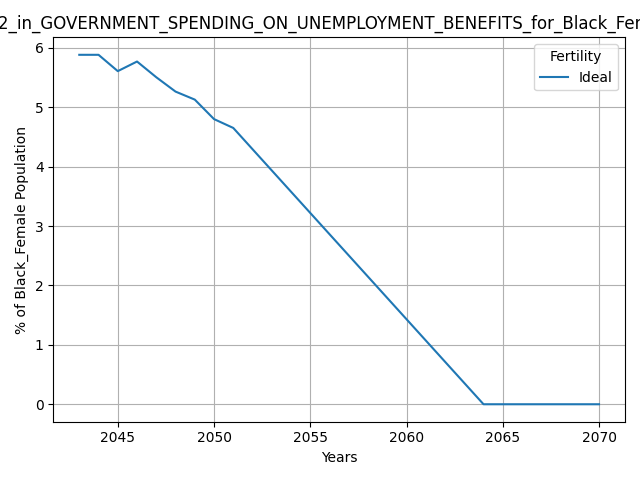 2_in_GOVERNMENT_SPENDING_ON_UNEMPLOYMENT_BENEFITS_for_Black_Fer
6
5
4
3
2
1
0
% of Black_Female Population
Fertility
Ideal
2045 2050 2055 2060 2065 2070
Years